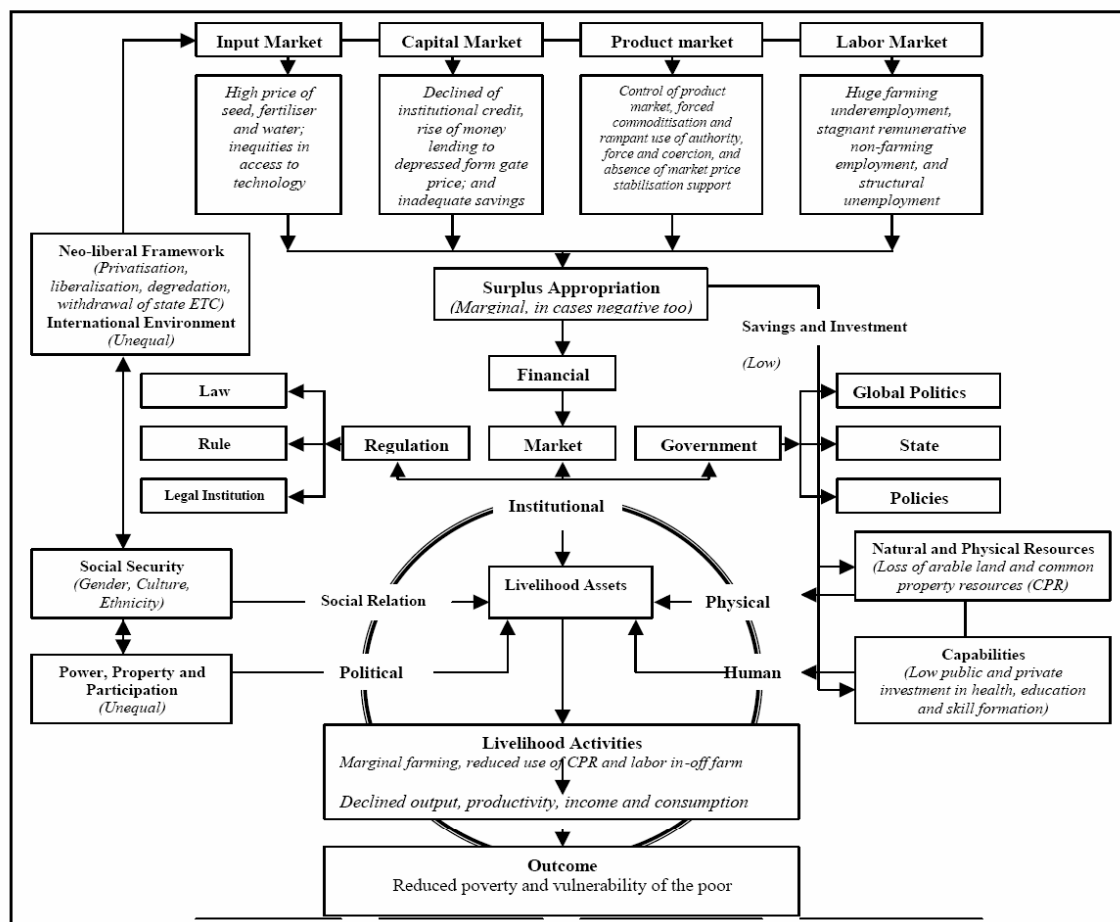 Input Market
Capital Market
Product market
Labor Market
High price of
seed, fertiliser
and water;
inequities in
access to
technology
Declined of
institutional credit,
rise of money
lending to
depressed form gate
price; and
inadequate savings
Control of product
market, forced
commoditisation and
rampant use of authority,
force and coercion, and
absence of market price
stabilisation support
Huge farming
underemployment,
stagnant remunerative
non-farming
employment, and
structural
unemployment
Neo-liberal Framework
(Privatisation,
liberalisation, degredation,
withdrawal of state ETC)
International Environment
(Unequal)
Surplus Appropriation
(Marginal, in cases negative too)
Savings and Investment
(Low)
Financial
Law
Global Politics
Rule
Regulation
Market
Government
State
Legal Institution
Policies
Institutional
Social Security
(Gender, Culture,
Ethnicity)
Social Relation
Livelihood Assets
Physical
Natural and Physical Resources
(Loss of arable land and common
property resources (CPR)
Power, Property and
Participation
(Unequal)
Political
Human
Capabilities
(Low public and private
investment in health, education
and skill formation)
Livelihood Activities
Marginal farming, reduced use of CPR and labor in-off farm
Declined output, productivity, income and consumption
Outcome
Reduced poverty and vulnerability of the poor